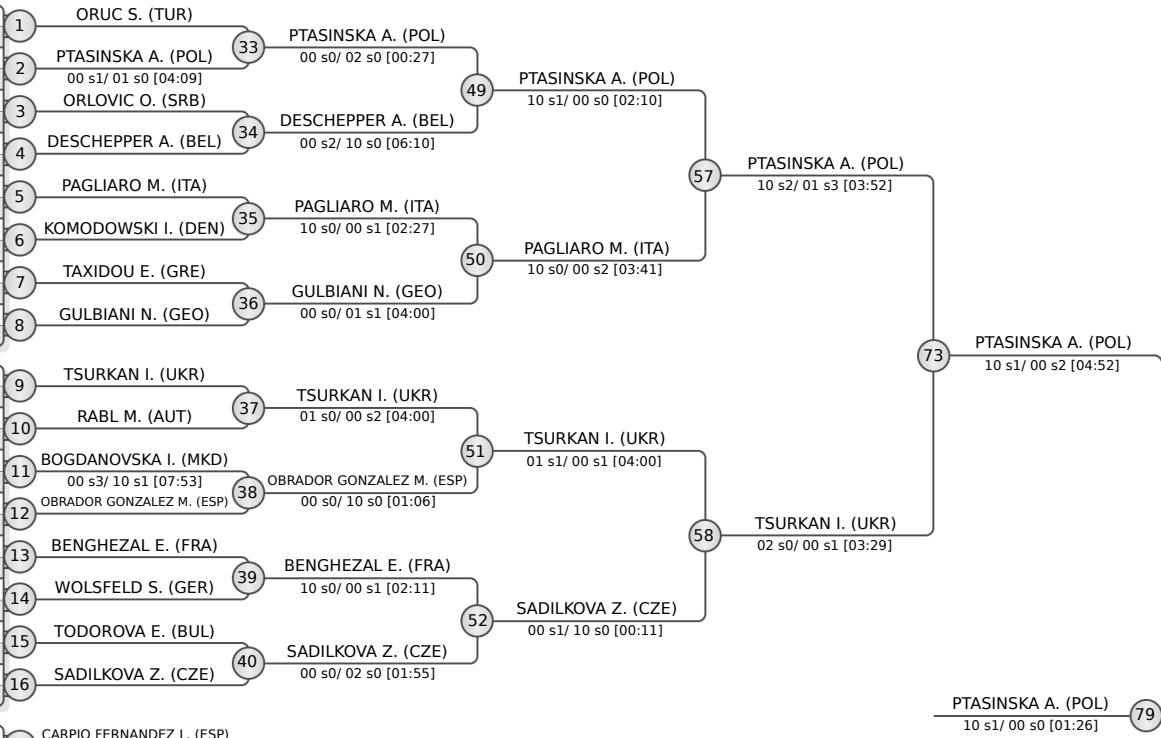 1
ORUC S. (TUR)
2
PTASINSKA A. (POL)
00 s1/ 01 s0 [04:09]
33
PTASINSKA A. (POL)
00 s0/ 02 s0 [00:27]
3
ORLOVIC O. (SRB)
4
DESCHEPPER A. (BEL)
34
DESCHEPPER A. (BEL)
00 s2/ 10 s0 [06:10]
49
PTASINSKA A. (POL)
10 s1/ 00 s0 [02:10]
5
PAGLIARO M. (ITA)
6
KOMODOWSKI I. (DEN)
35
PAGLIARO M. (ITA)
10 s0/ 00 s1 [02:27]
7
TAXIDOU E. (GRE)
8
GULBIANI N. (GEO)
36
GULBIANI N. (GEO)
00 s0/ 01 s1 [04:00]
50
PAGLIARO M. (ITA)
10 s0/ 00 s2 [03:41]
57
PTASINSKA A. (POL)
10 s2/ 01 s3 [03:52]
9
TSURKAN I. (UKR)
10
RABL M. (AUT)
37
TSURKAN I. (UKR)
01 s0/ 00 s2 [04:00]
11
BOGDANOVSKA I. (MKD)
00 s3/ 10 s1 [07:53]
12
OBRADOR GONZALEZ M. (ESP)
38
OBRADOR GONZALEZ M. (ESP)
00 s0/ 10 s0 [01:06]
51
TSURKAN I. (UKR)
01 s1/ 00 s1 [04:00]
13
BENGHEZAL E. (FRA)
14
WOLSFELD S. (GER)
39
BENGHEZAL E. (FRA)
10 s0/ 00 s1 [02:11]
15
TODOROVA E. (BUL)
16
SADILKOVA Z. (CZE)
40
SADILKOVA Z. (CZE)
00 s0/ 02 s0 [01:55]
52
SADILKOVA Z. (CZE)
00 s1/ 10 s0 [00:11]
58
TSURKAN I. (UKR)
02 s0/ 00 s1 [03:29]
73
PTASINSKA A. (POL)
10 s1/ 00 s2 [04:52]
PTASINSKA A. (POL)
10 s1/ 00 s0 [01:26]
79
CARPIO FERNANDEZ L. (ESP)